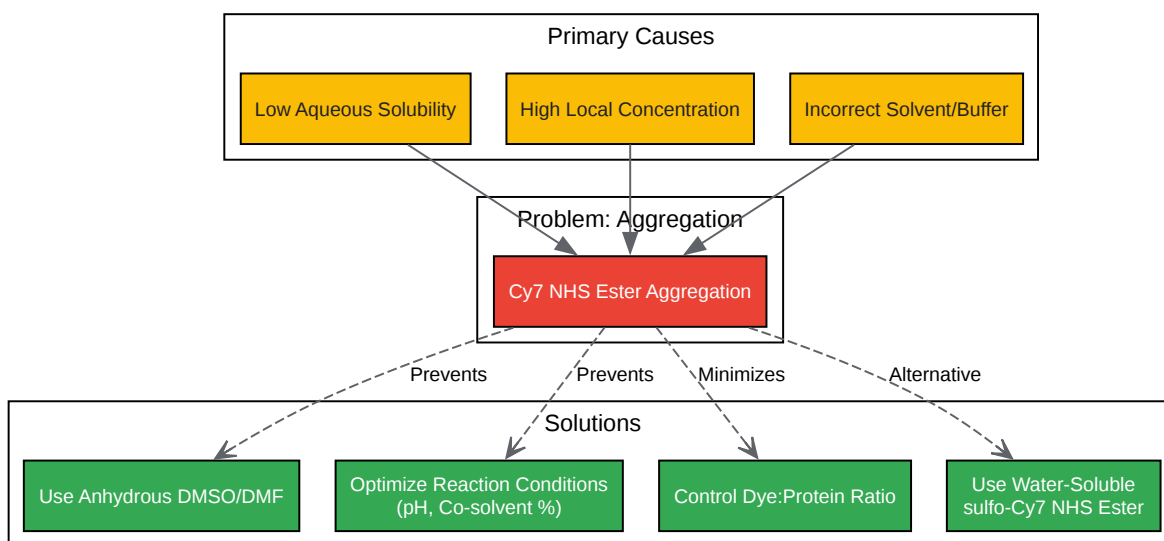 Primary Causes
Low Aqueous Solubility
High Local Concentration
Incorrect Solvent/Buffer
Problem: Aggregation
Cy7 NHS Ester Aggregation
Prevents
Prevents
Minimizes
Alternative
Solutions
Use Anhydrous DMSO/DMF
Optimize Reaction Conditions
(pH, Co-solvent %)
Control Dye:Protein Ratio
Use Water-Soluble
sulfo-Cy7 NHS Ester